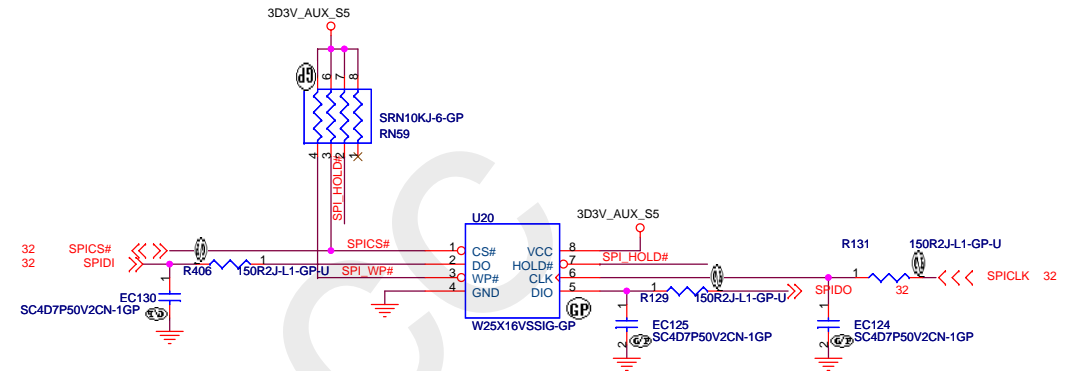 3D3V_AUX_S5
GP
6 7 8
SRN10KJ-6-GP
RN59
4 3 2 1
SPI_HOLD#
U20
3D3V_AUX_S5
32 SPICS#
SPICS#
1 CS# VCC 8
32 SPIDI
R406 1 150R2J-L1-GP-U
2 DO HOLD# 7
SPI_HOLD#
R131 1 150R2J-L1-GP-U
SPI_WP#
3 WP# CLK 6
SPICLK 32
4 GND DIO 5
R129 1 150R2J-L1-GP-U
SPIDO 32
GP
W25X16VSSIG-GP
1
EC130
SC4D7P50V2CN-1GP
1 2
EC125
SC4D7P50V2CN-1GP
1 2
EC124
SC4D7P50V2CN-1GP